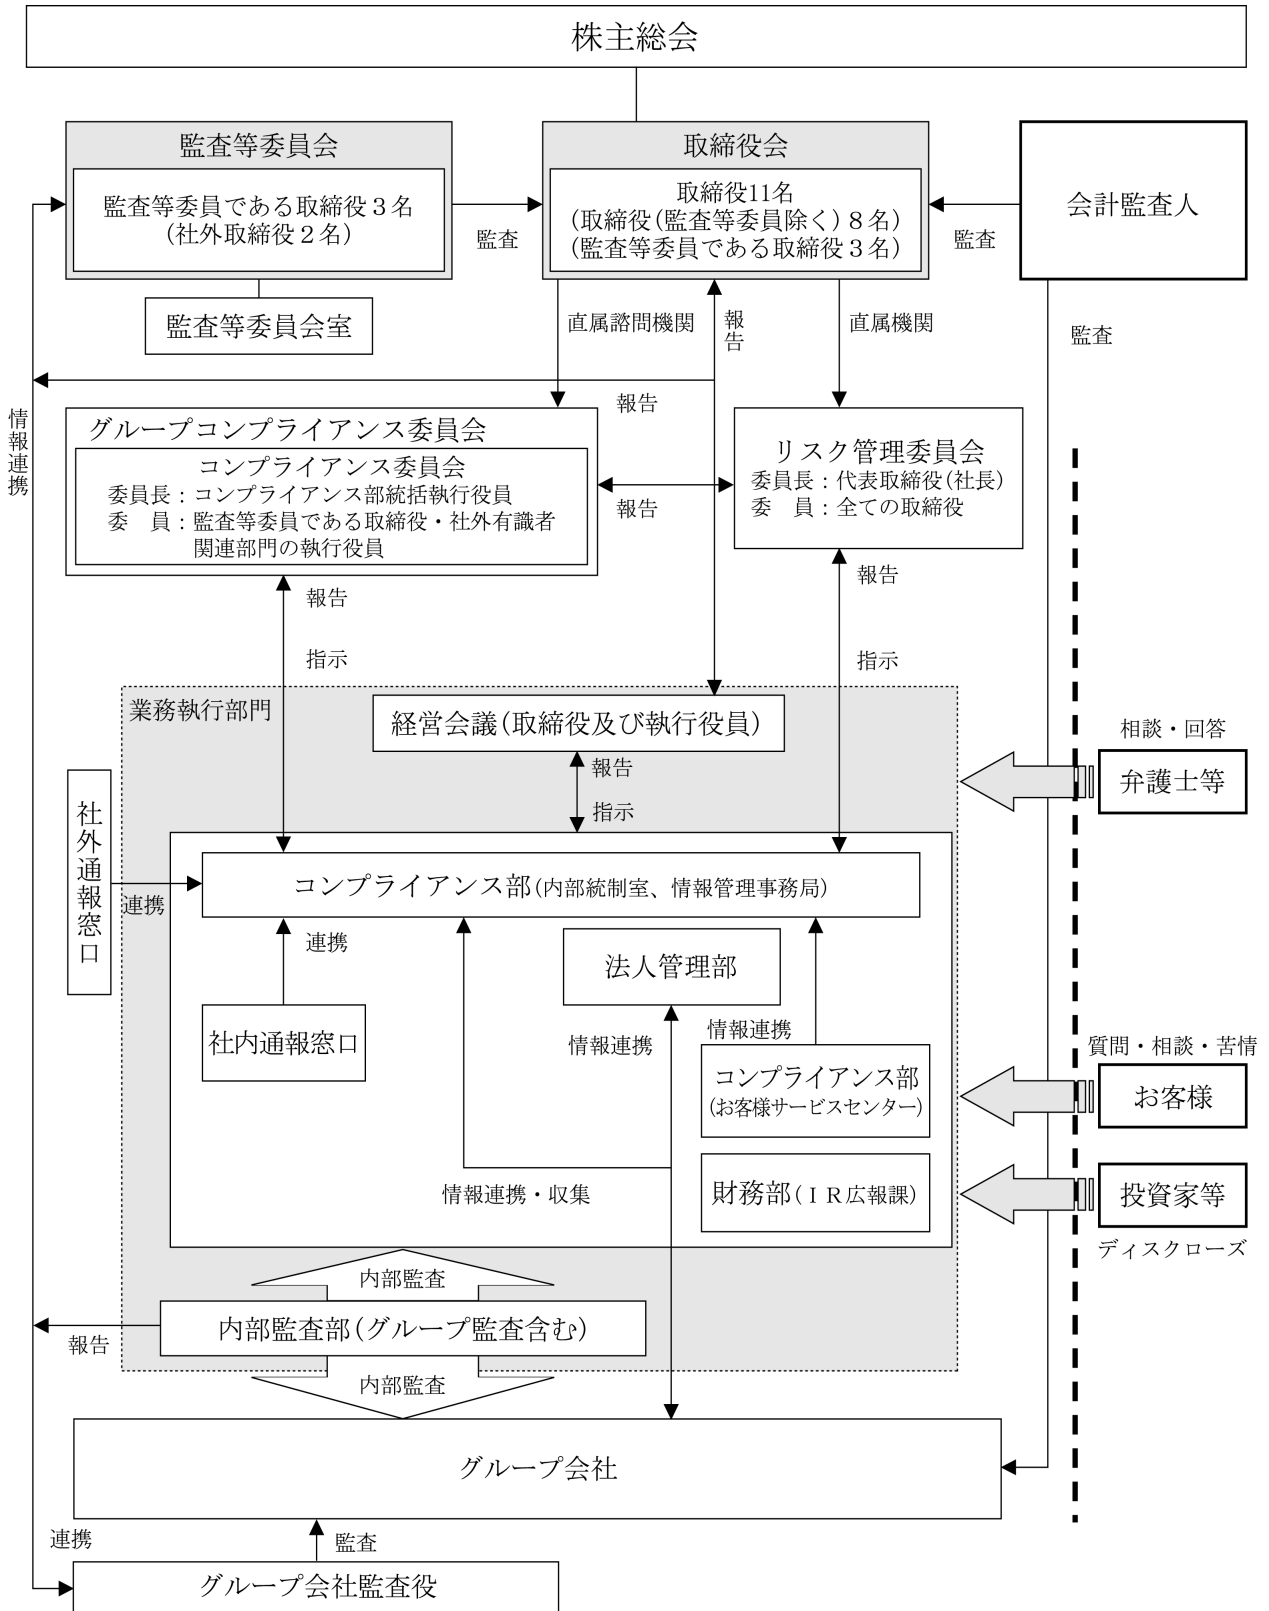 株主総会
監査等委員会
監査等委員である取締役３名
(社外取締役２名)
監査等委員会室
監査
取締役会
取締役11名
(取締役(監査等委員除く)８名)
(監査等委員である取締役３名)
監査
会計監査人
監査
直属諮問機関
報告
直属機関
報告
情報連携
グループコンプライアンス委員会
コンプライアンス委員会
委員長：コンプライアンス部統括執行役員
委　員：監査等委員である取締役・社外有識者
関連部門の執行役員
報告
リスク管理委員会
委員長：代表取締役(社長)
委　員：全ての取締役
報告
指示
報告
指示
業務執行部門
経営会議(取締役及び執行役員)
報告
指示
相談・回答
弁護士等
社外通報窓口
連携
コンプライアンス部(内部統制室、情報管理事務局)
連携
社内通報窓口
法人管理部
情報連携
情報連携
コンプライアンス部
(お客様サービスセンター)
質問・相談・苦情
お客様
情報連携・収集
財務部(ＩＲ広報課)
投資家等
ディスクローズ
内部監査
内部監査部(グループ監査含む)
報告
内部監査
グループ会社
連携
監査
グループ会社監査役